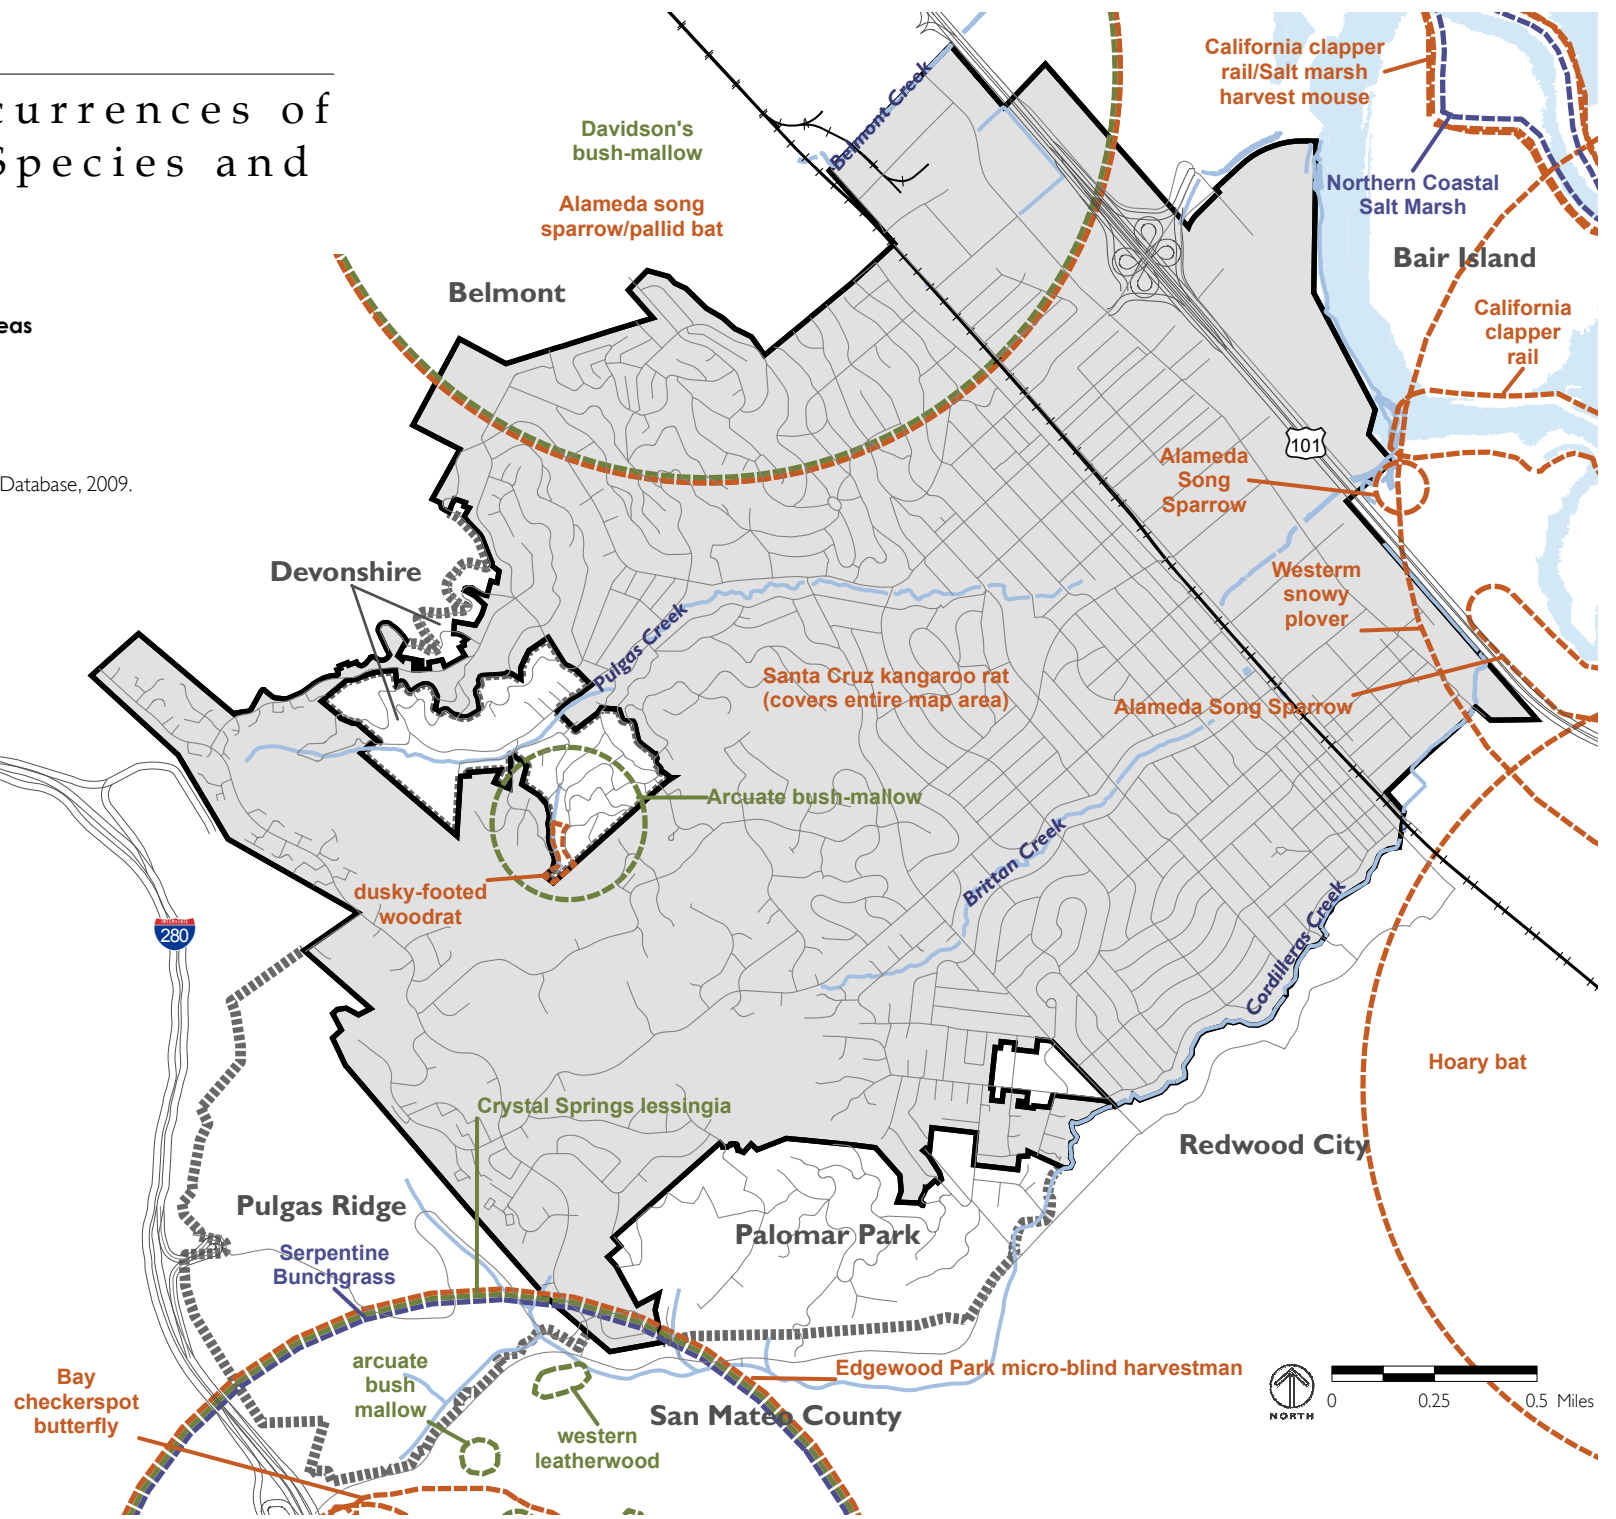 currences of
Species and
eas
Database, 2009.
Davidson's
bush-mallow
Alameda song
sparrow/pallid bat
Belmont
Belmont Creek
California clapper
rail/Salt marsh
harvest mouse
Northern Coastal
Salt Marsh
Bair Island
California
clapper
rail
101
Alameda
Song
Sparrow
Westerm
snowy
plover
Alameda Song Sparrow
Devonshire
Pulgas Creek
Santa Cruz kangaroo rat
(covers entire map area)
Arcuate bush-mallow
dusky-footed
woodrat
Brittan Creek
Cordilleras Creek
INTERSTATE
280
Hoary bat
Crystal Springs lessingia
Redwood City
Pulgas Ridge
Palomar Park
Serpentine
Bunchgrass
arcuate
bush
mallow
Bay
checkerspot
butterfly
western
leatherwood
San Mateo County
Edgewood Park micro-blind harvestman
NORTH
0 0.25 0.5 Miles